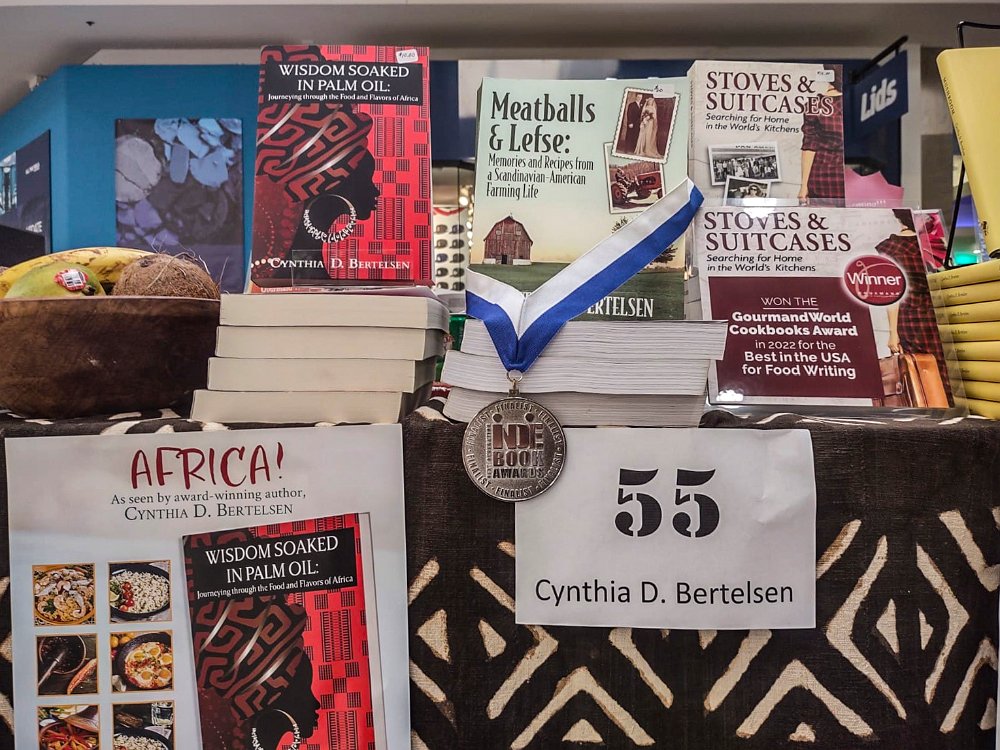 WISDOM SOAKED
IN PALM OIL:
Journeying through the Food and Flavors of Africa
CYNTHIA D. BERTELSEN
Meatballs
& Lefse:
Memories and Recipes from
a Scandinavian-American
Farming Life
BERTELSEN
STOVES &
SUITCASES
Searching for Home
in the World's Kitchens
Lids
STOVES &
SUITCASES
Searching for Home
in the World's Kitchens
Winner
WON THE
GourmandWorld
Cookbooks Award
in 2022 for the
Best in the USA
for Food Writing
FINALIST
INDIE
BOOK
AWARDS
FINALIST
AFRICA!
As seen by award-winning author,
CYNTHIA D. BERTELSEN
WISDOM SOAKED
IN PALM OIL:
Journeying through the Food and Flavors of Africa
55
Cynthia D. Bertelsen